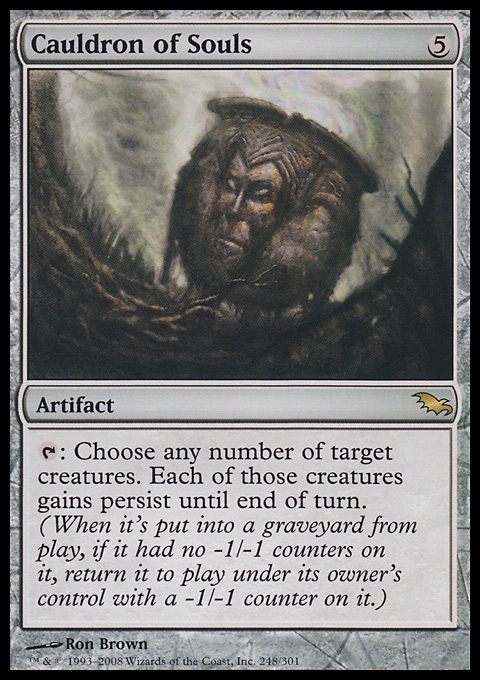 Cauldron of Souls 5
Artifact
: Choose any number of target
creatures. Each of those creatures
gains persist until end of turn.
(When it's put into a graveyard from
play, if it had no -1/-1 counters on
it, return it to play under its owner's
control with a -1/-1 counter on it.)
Ron Brown
™ & © 1993–2008 Wizards of the Coast, Inc. 248/301